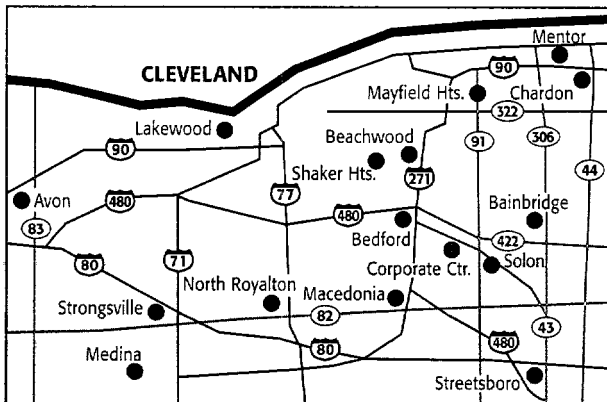 Mentor
CLEVELAND
90
Mayfield Hts.
Chardon
322
Lakewood
90
Beachwood
91
306
44
Shaker Hts.
271
77
Avon
480
480
Bainbridge
83
Bedford
422
80
71
Corporate Ctr.
Solon
North Royalton
Macedonia
Strongsville
82
43
80
480
Medina
Streetsboro